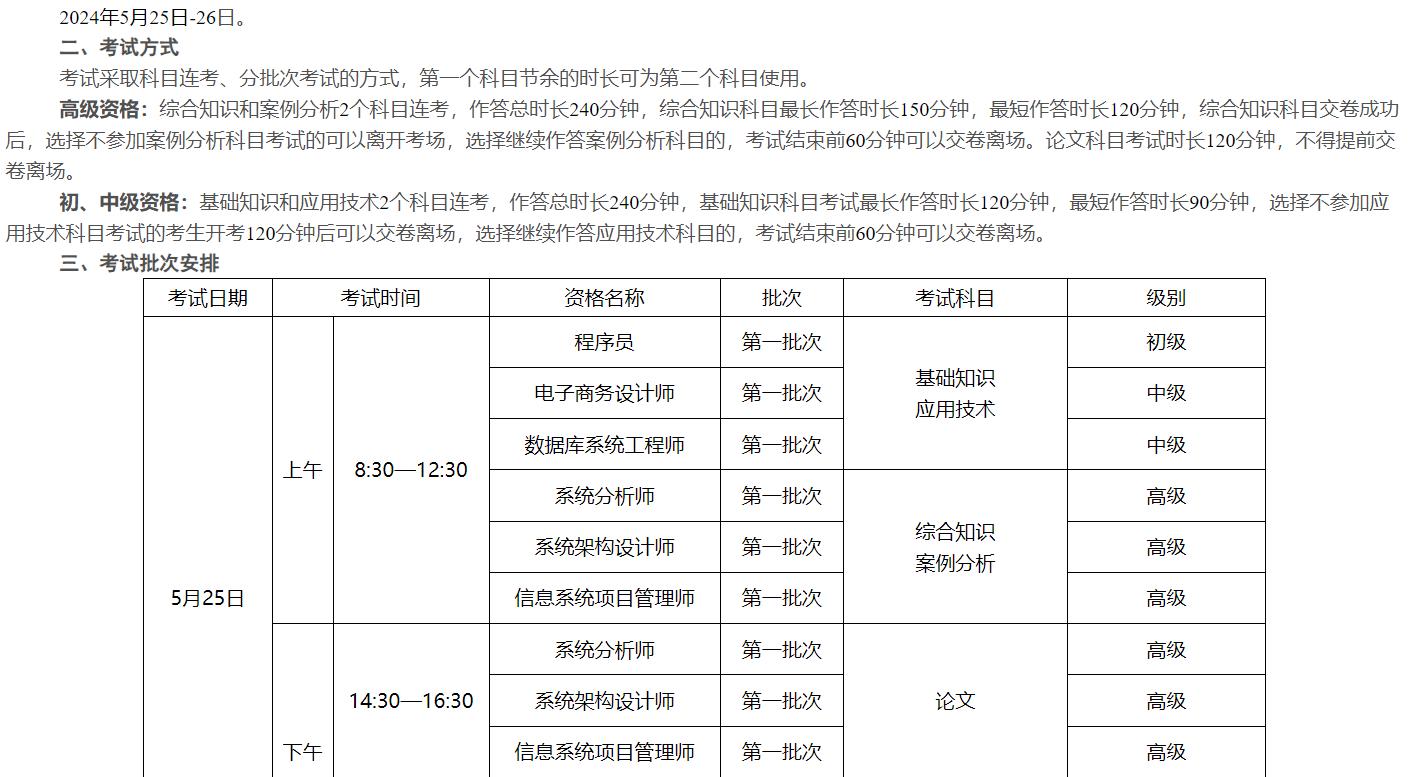 2024年5月25日-26日。
二、考试方式
考试采取科目连考、分批次考试的方式，第一个科目节余的时长可为第二个科目使用。
高级资格：综合知识和案例分析2个科目连考，作答总时长240分钟，综合知识科目最长作答时长150分钟，最短作答时长120分钟，综合知识科目交卷成功
后，选择不参加案例分析科目考试的可以离开考场，选择继续作答案例分析科目的，考试结束前60分钟可以交卷离场。论文科目考试时长120分钟，不得提前交
卷离场。
初、中级资格：基础知识和应用技术2个科目连考，作答总时长240分钟，基础知识科目考试最长作答时长120分钟，最短作答时长90分钟，选择不参加应
用技术科目考试的考生开考120分钟后可以交卷离场，选择继续作答应用技术科目的，考试结束前60分钟可以交卷离场。
三、考试批次安排
考试日期 考试时间 资格名称 批次 考试科目 级别
5月25日
上午
8:30—12:30
程序员 第一批次 初级
基础知识
应用技术
电子商务设计师 第一批次 中级
数据库系统工程师 第一批次 中级
系统分析师 第一批次 高级
综合知识
案例分析
系统架构设计师 第一批次 高级
信息系统项目管理师 第一批次 高级
下午
14:30—16:30
系统分析师 第一批次 高级
系统架构设计师 第一批次 论文 高级
信息系统项目管理师 第一批次 高级